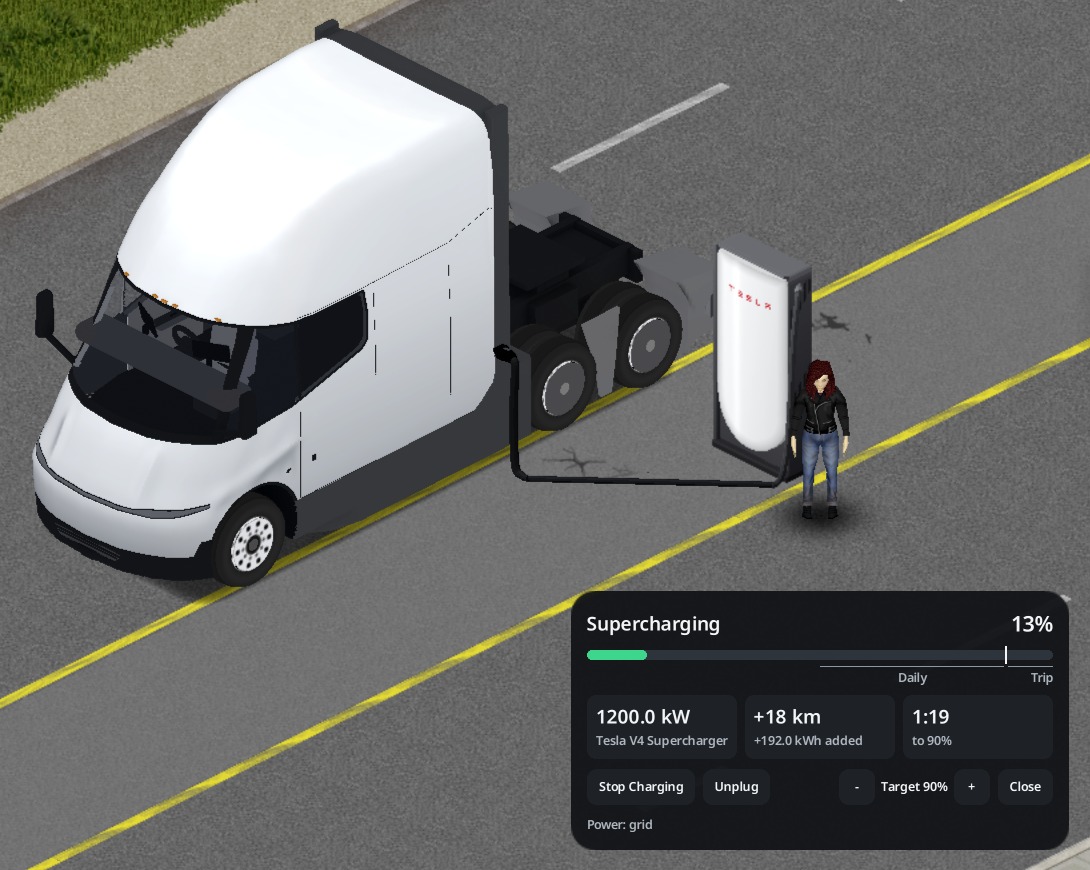 TESLA
Supercharging 13%
Daily Trip
1200.0 kW +18 km 1:19
Tesla V4 Supercharger +192.0 kWh added to 90%
Stop Charging Unplug - Target 90% + Close
Power: grid